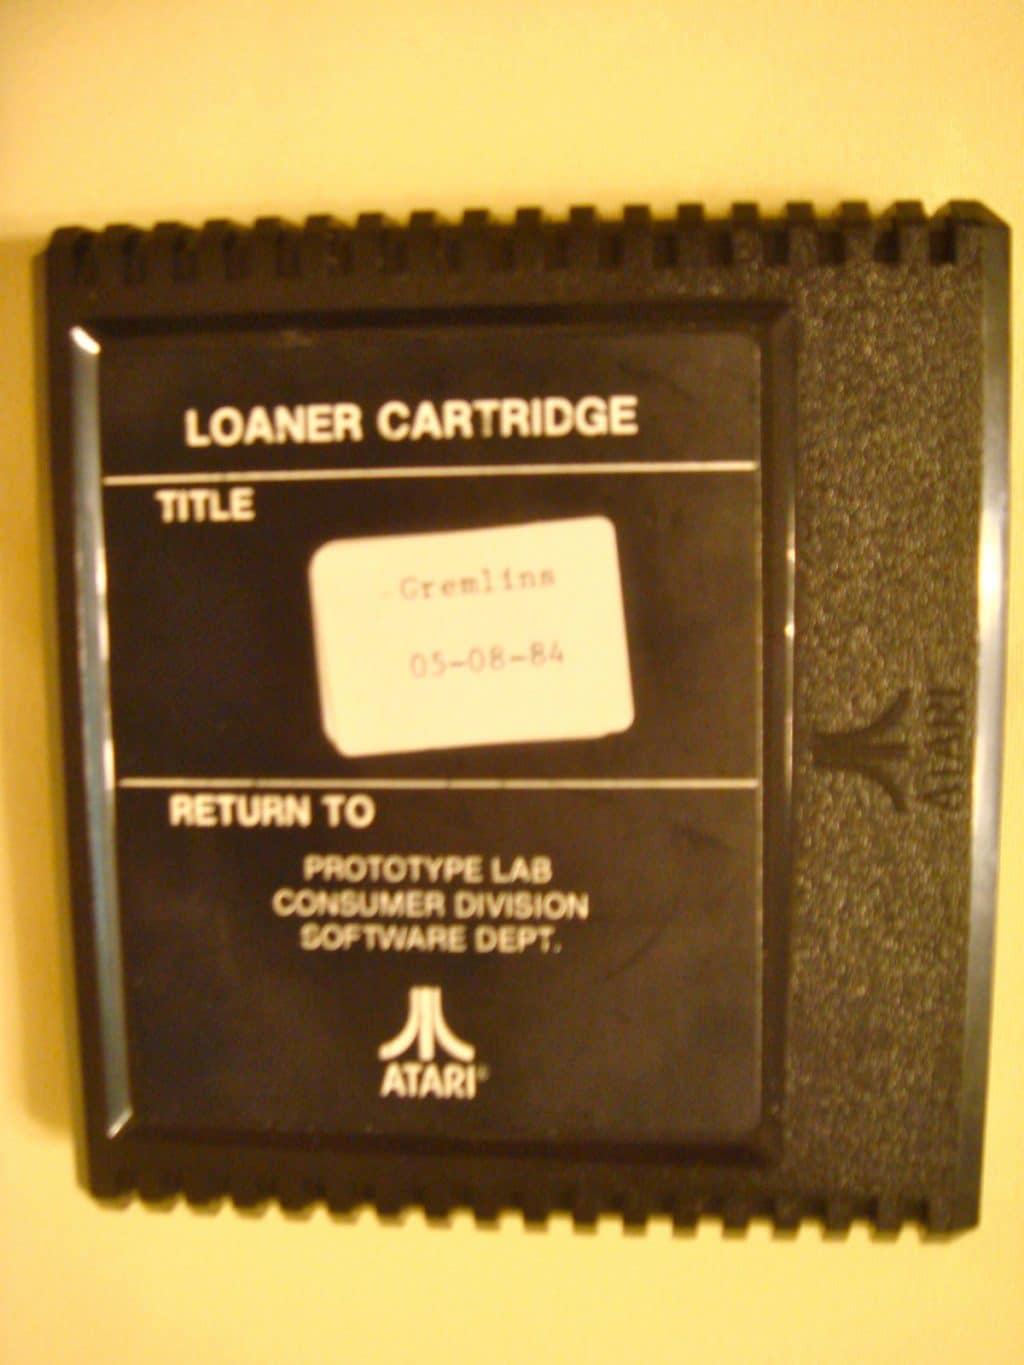 LOANER CARTRIDGE
TITLE
Gremlins
05-08-84
RETURN TO
PROTOTYPE LAB
CONSUMER DIVISION
SOFTWARE DEPT.
ATARI®
ATARI